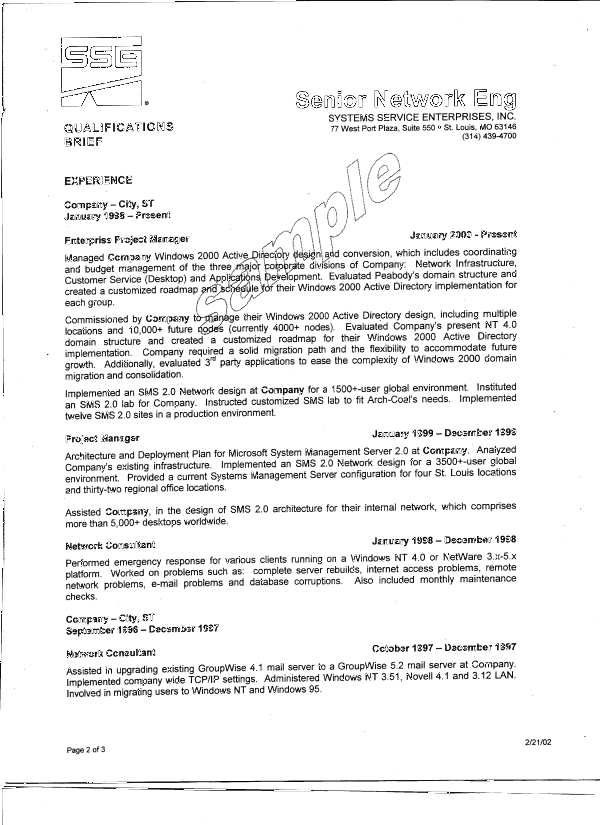 SSE
Senior Network Eng
SYSTEMS SERVICE ENTERPRISES, INC.
77 West Port Plaza, Suite 550 ° St. Louis, MO 63146
(314) 439-4700
QUALIFICATIONS
BRIEF
EXPERIENCE
Company – City, ST
January 1998 – Present
Enterprise Project Manager January 2000 - Present
Managed Company Windows 2000 Active Directory design and conversion, which includes coordinating
and budget management of the three major corporate divisions of Company: Network Infrastructure,
Customer Service (Desktop) and Applications Development. Evaluated Peabody's domain structure and
created a customized roadmap and schedule for their Windows 2000 Active Directory implementation for
each group.
Sample
Commissioned by Company to manage their Windows 2000 Active Directory design, including multiple
locations and 10,000+ future nodes (currently 4000+ nodes). Evaluated Company's present NT 4.0
domain structure and created a customized roadmap for their Windows 2000 Active Directory
implementation. Company required a solid migration path and the flexibility to accommodate future
growth. Additionally, evaluated 3rd party applications to ease the complexity of Windows 2000 domain
migration and consolidation.
Implemented an SMS 2.0 Network design at Company for a 1500+-user global environment. Instituted
an SMS 2.0 lab for Company. Instructed customized SMS lab to fit Arch-Coal's needs. Implemented
twelve SMS 2.0 sites in a production environment.
Project Manager January 1999 – December 1999
Architecture and Deployment Plan for Microsoft System Management Server 2.0 at Company. Analyzed
Company's existing infrastructure. Implemented an SMS 2.0 Network design for a 3500+-user global
environment. Provided a current Systems Management Server configuration for four St. Louis locations
and thirty-two regional office locations.
Assisted Company, in the design of SMS 2.0 architecture for their internal network, which comprises
more than 5,000+ desktops worldwide.
Network Consultant January 1998 – December 1998
Performed emergency response for various clients running on a Windows NT 4.0 or NetWare 3.x-5.x
platform. Worked on problems such as: complete server rebuilds, internet access problems, remote
network problems, e-mail problems and database corruptions. Also included monthly maintenance
checks.
Company – City, ST
September 1996 – December 1997
Network Consultant October 1997 – December 1997
Assisted in upgrading existing GroupWise 4.1 mail server to a GroupWise 5.2 mail server at Company.
Implemented company wide TCP/IP settings. Administered Windows NT 3.51, Novell 4.1 and 3.12 LAN.
Involved in migrating users to Windows NT and Windows 95.
Page 2 of 3 2/21/02